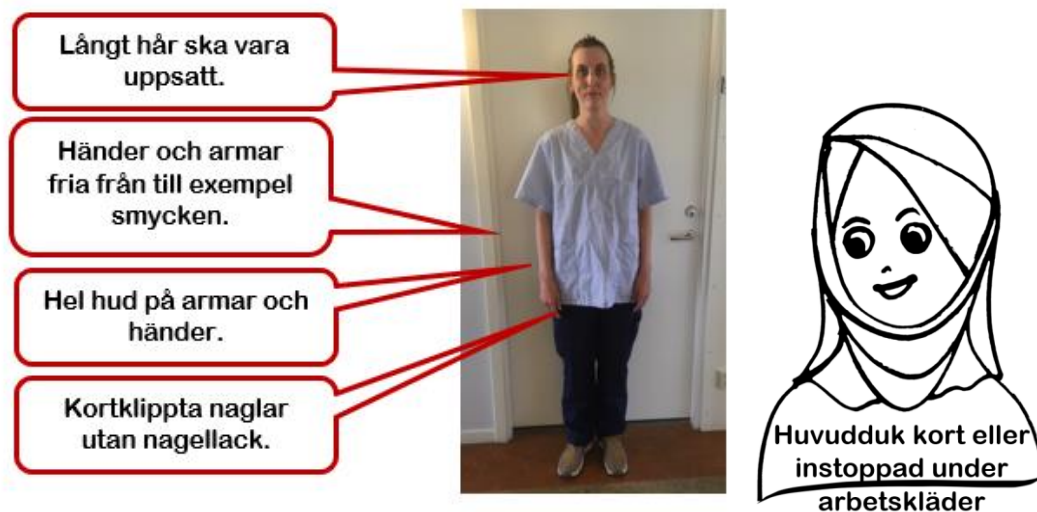 Långt hår ska vara
uppsatt.
Händer och armar
fria från till exempel
smycken.
Hel hud på armar och
händer.
Kortklippta naglar
utan nagellack.
Huvudduk kort eller
instoppad under
arbetskläder